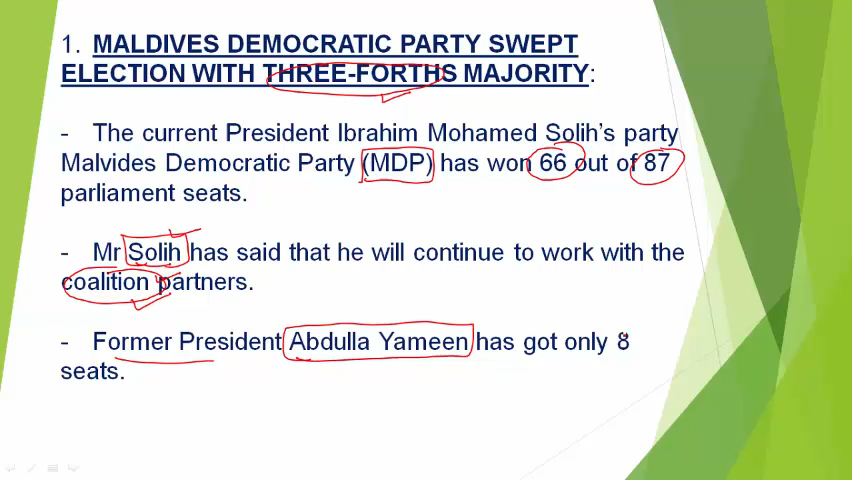 1. MALDIVES DEMOCRATIC PARTY SWEPT
ELECTION WITH THREE-FORTHS MAJORITY:
- The current President Ibrahim Mohamed Solih's party
Malvides Democratic Party (MDP) has won 66 out of 87
parliament seats.
- Mr Solih has said that he will continue to work with the
coalition partners.
- Former President Abdulla Yameen has got only 8
seats.